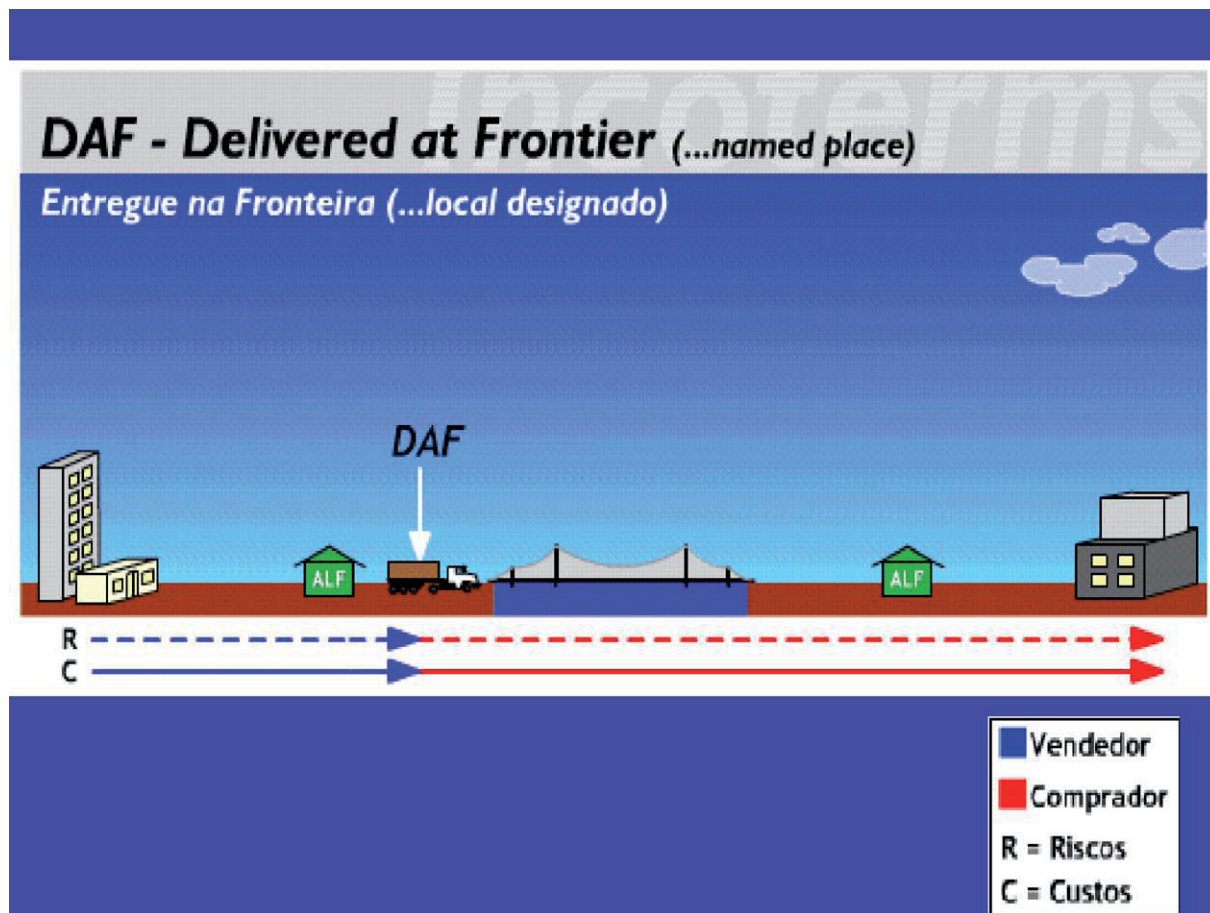 Incoterms
DAF - Delivered at Frontier (...named place)
Entregue na Fronteira (...local designado)
DAF
ALF
ALF
R
C
Vendedor
Comprador
R = Riscos
C = Custos